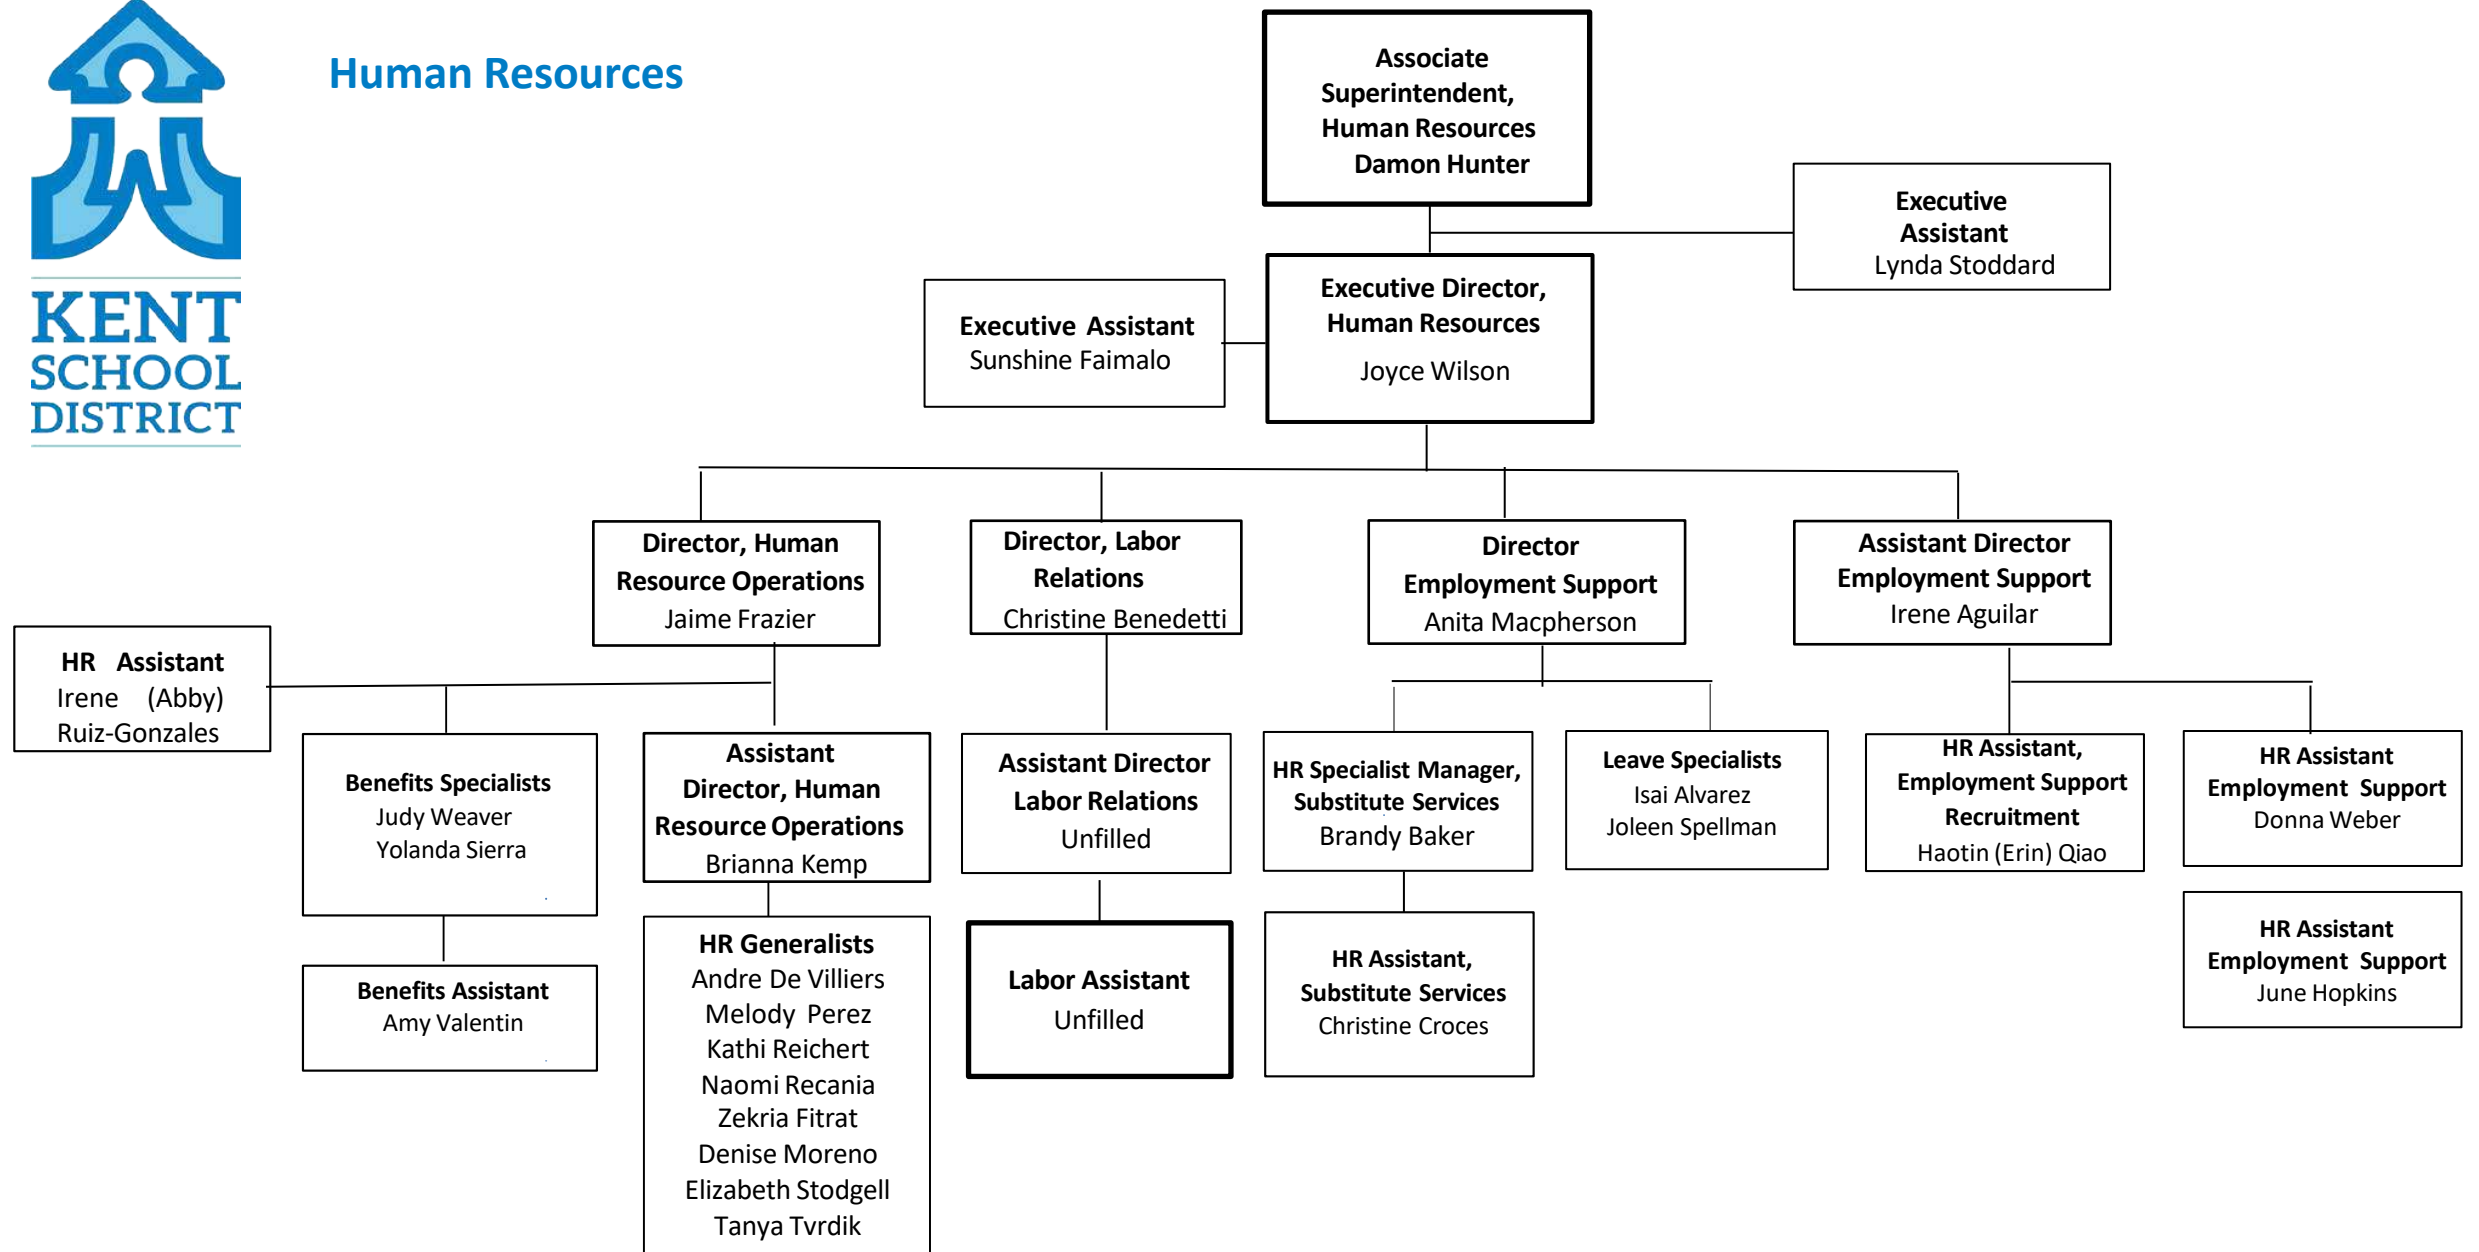 Human Resources
KENT
SCHOOL
DISTRICT
Associate
Superintendent,
Human Resources
Damon Hunter
Executive
Assistant
Lynda Stoddard
Executive Director,
Human Resources
Joyce Wilson
Executive Assistant
Sunshine Faimalo
Director, Human
Resource Operations
Jaime Frazier
Director, Labor
Relations
Christine Benedetti
Director
Employment Support
Anita Macpherson
Assistant Director
Employment Support
Irene Aguilar
HR Assistant
Irene (Abby)
Ruiz-Gonzales
Benefits Specialists
Judy Weaver
Yolanda Sierra
Assistant
Director, Human
Resource Operations
Brianna Kemp
Assistant Director
Labor Relations
Unfilled
HR Specialist Manager,
Substitute Services
Brandy Baker
Leave Specialists
Isai Alvarez
Joleen Spellman
HR Assistant,
Employment Support
Recruitment
Haotin (Erin) Qiao
HR Assistant
Employment Support
Donna Weber
Benefits Assistant
Amy Valentin
HR Generalists
Andre De Villiers
Melody Perez
Kathi Reichert
Naomi Recania
Zekria Fitrat
Denise Moreno
Elizabeth Stodgell
Tanya Tvrdik
Labor Assistant
Unfilled
HR Assistant,
Substitute Services
Christine Croces
HR Assistant
Employment Support
June Hopkins